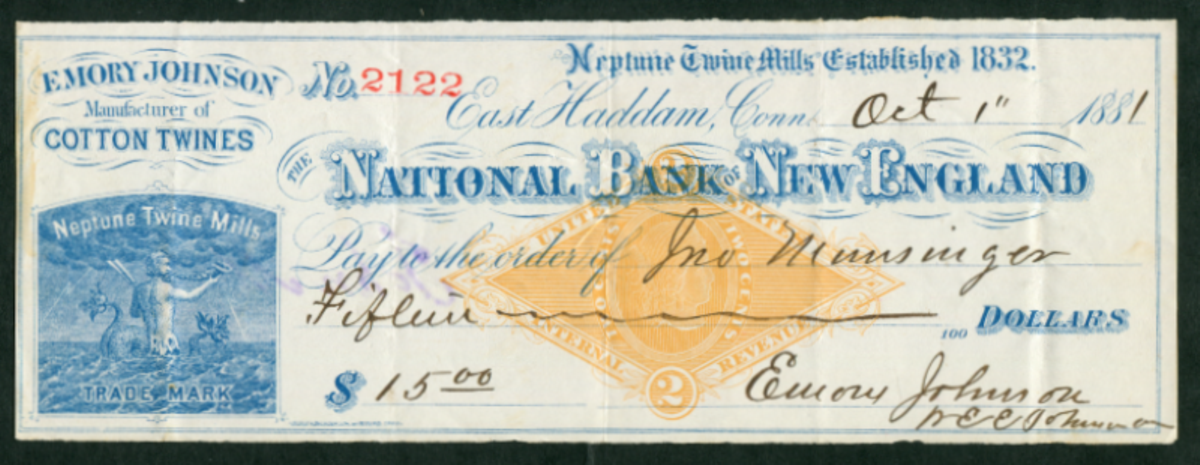 EMORY JOHNSON
Manufacturer of
COTTON TWINES
Neptune Twine Mills
TRADE MARK
No. 2122
Neptune Twine Mills Established 1832.
East Haddam, Conn. Oct 1" 1881
THE NATIONAL BANK OF NEW ENGLAND
Pay to the order of Jno Munsinger
Fifteen 100 DOLLARS
$ 15 00
Emory Johnson
E E Johnson
2
UNITED STATES
TWO CENTS
INTERNAL REVENUE
2